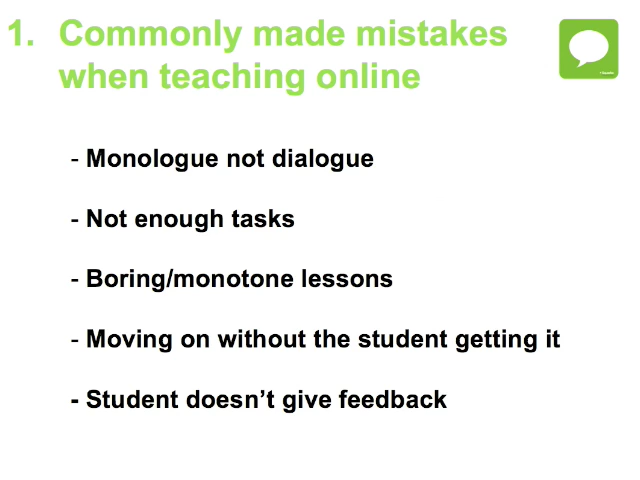 1. Commonly made mistakes
when teaching online
- Monologue not dialogue
- Not enough tasks
- Boring/monotone lessons
- Moving on without the student getting it
- Student doesn’t give feedback